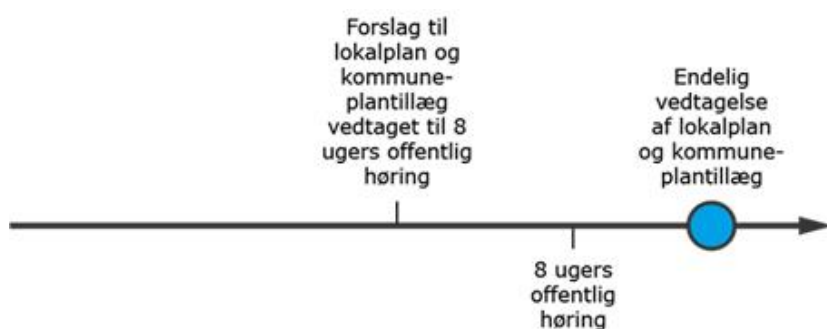 Forslag til
lokalplan og
kommune-
plantillæg
vedtaget til 8
ugers offentlig
høring
8 ugers
offentlig
høring
Endelig
vedtagelse
af lokalplan
og kommune-
plantillæg